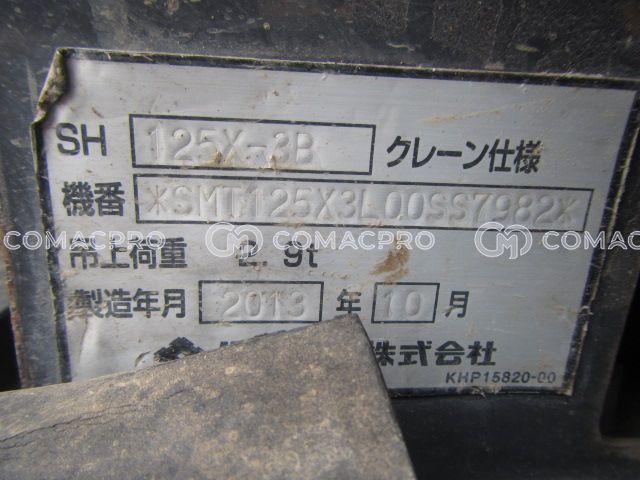 SH 125X-3B クレーン仕様
機番 *SMT125X3L00SS7982*
COMACPRO COMACPRO COMACPRO
吊上荷重 2.9t
製造年月 2013 年 10 月
株式会社
KHP15820-00